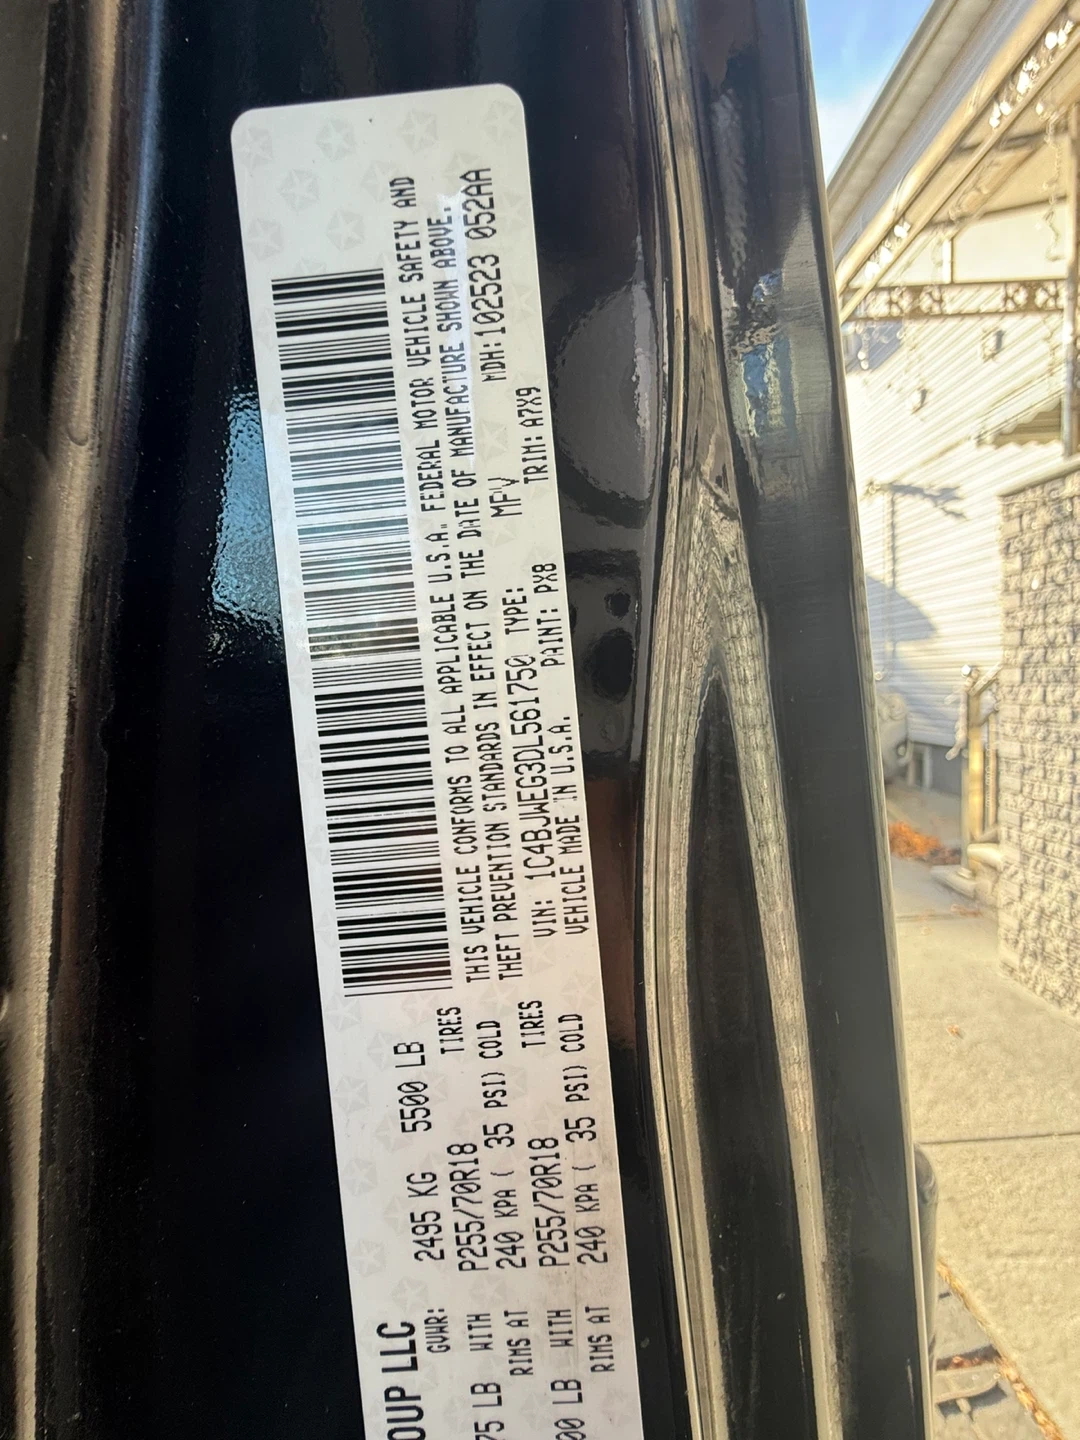 OUP LLC
GVWR: 2495 KG 5500 LB
75 LB WITH P255/70R18 TIRES
RIMS AT 240 KPA ( 35 PSI) COLD
00 LB WITH P255/70R18 TIRES
RIMS AT 240 KPA ( 35 PSI) COLD
THIS VEHICLE CONFORMS TO ALL APPLICABLE U.S.A. FEDERAL MOTOR VEHICLE SAFETY AND
THEFT PREVENTION STANDARDS IN EFFECT ON THE DATE OF MANUFACTURE SHOWN ABOVE.
VIN: 1C4BJWEG3DL561750 TYPE: MPV MDH:102523 052AA
VEHICLE MADE IN U.S.A. PAINT: PX8 TRIM: A7X9